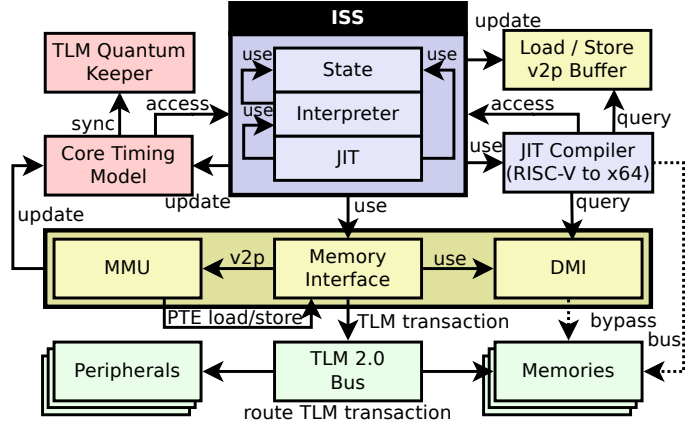 ISS
TLM Quantum
Keeper
sync
access
Core Timing
Model
update
update
use
State
use
use
Interpreter
JIT
update
Load / Store
v2p Buffer
access
query
use
JIT Compiler
(RISC-V to x64)
query
use
MMU
v2p
Memory
Interface
use
DMI
PTE load/store
TLM transaction
bypass
bus
Peripherals
TLM 2.0
Bus
Memories
route TLM transaction